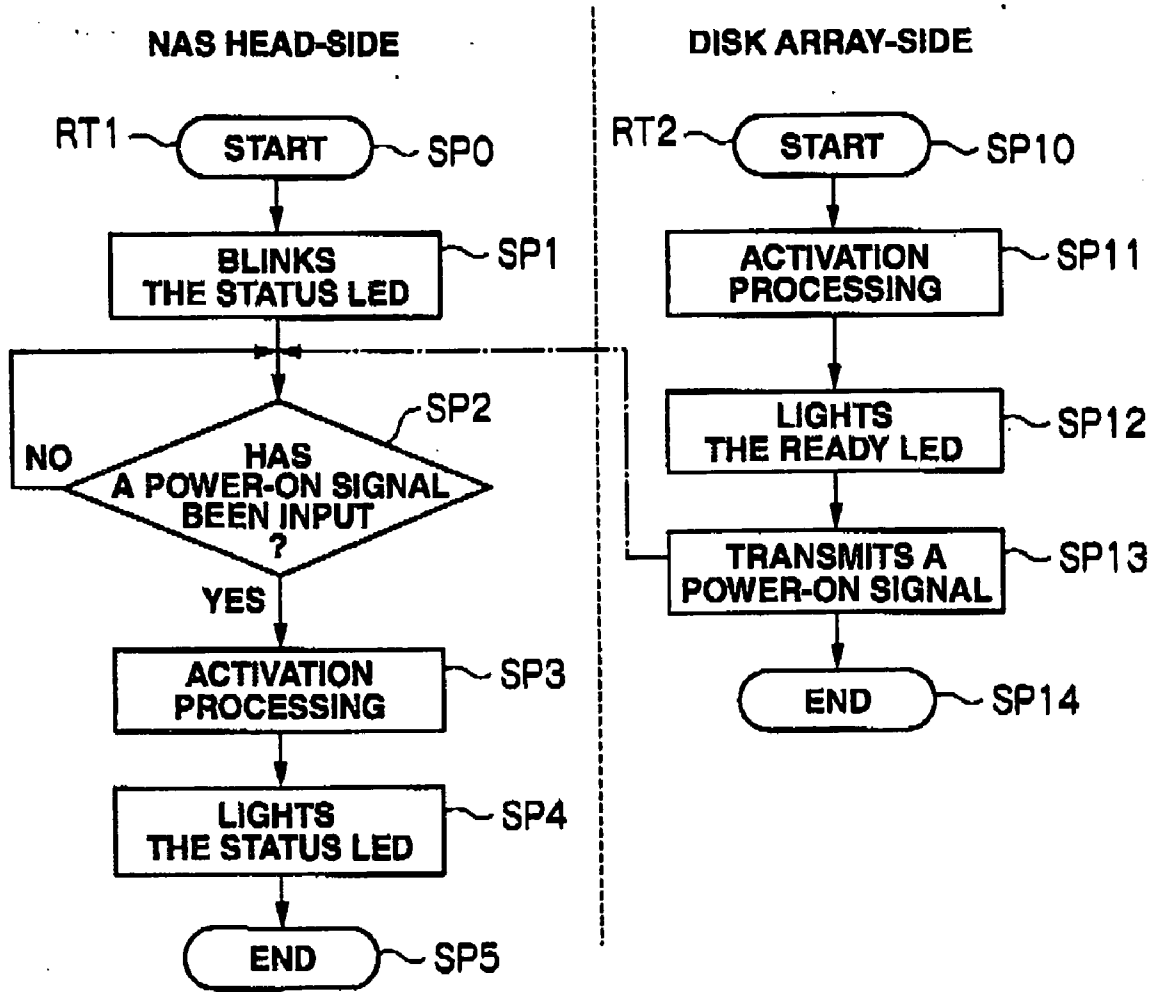 NAS HEAD-SIDE
RT1
START
SP0
BLINKS
THE STATUS LED
SP1
HAS
A POWER-ON SIGNAL
BEEN INPUT
?
SP2
NO
YES
ACTIVATION
PROCESSING
SP3
LIGHTS
THE STATUS LED
SP4
END
SP5
DISK ARRAY-SIDE
RT2
START
SP10
ACTIVATION
PROCESSING
SP11
LIGHTS
THE READY LED
SP12
TRANSMITS A
POWER-ON SIGNAL
SP13
END
SP14